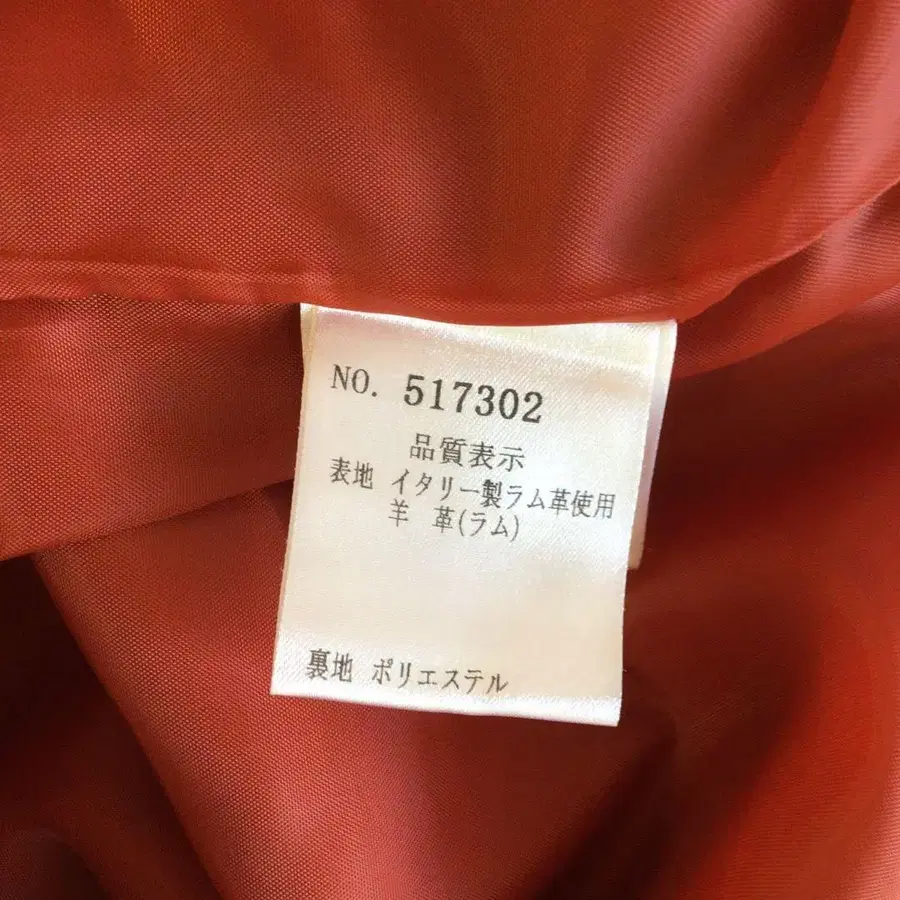 NO. 517302
品質表示
表地 イタリー製ラム革使用
羊 革(ラム)
裏地 ポリエステル